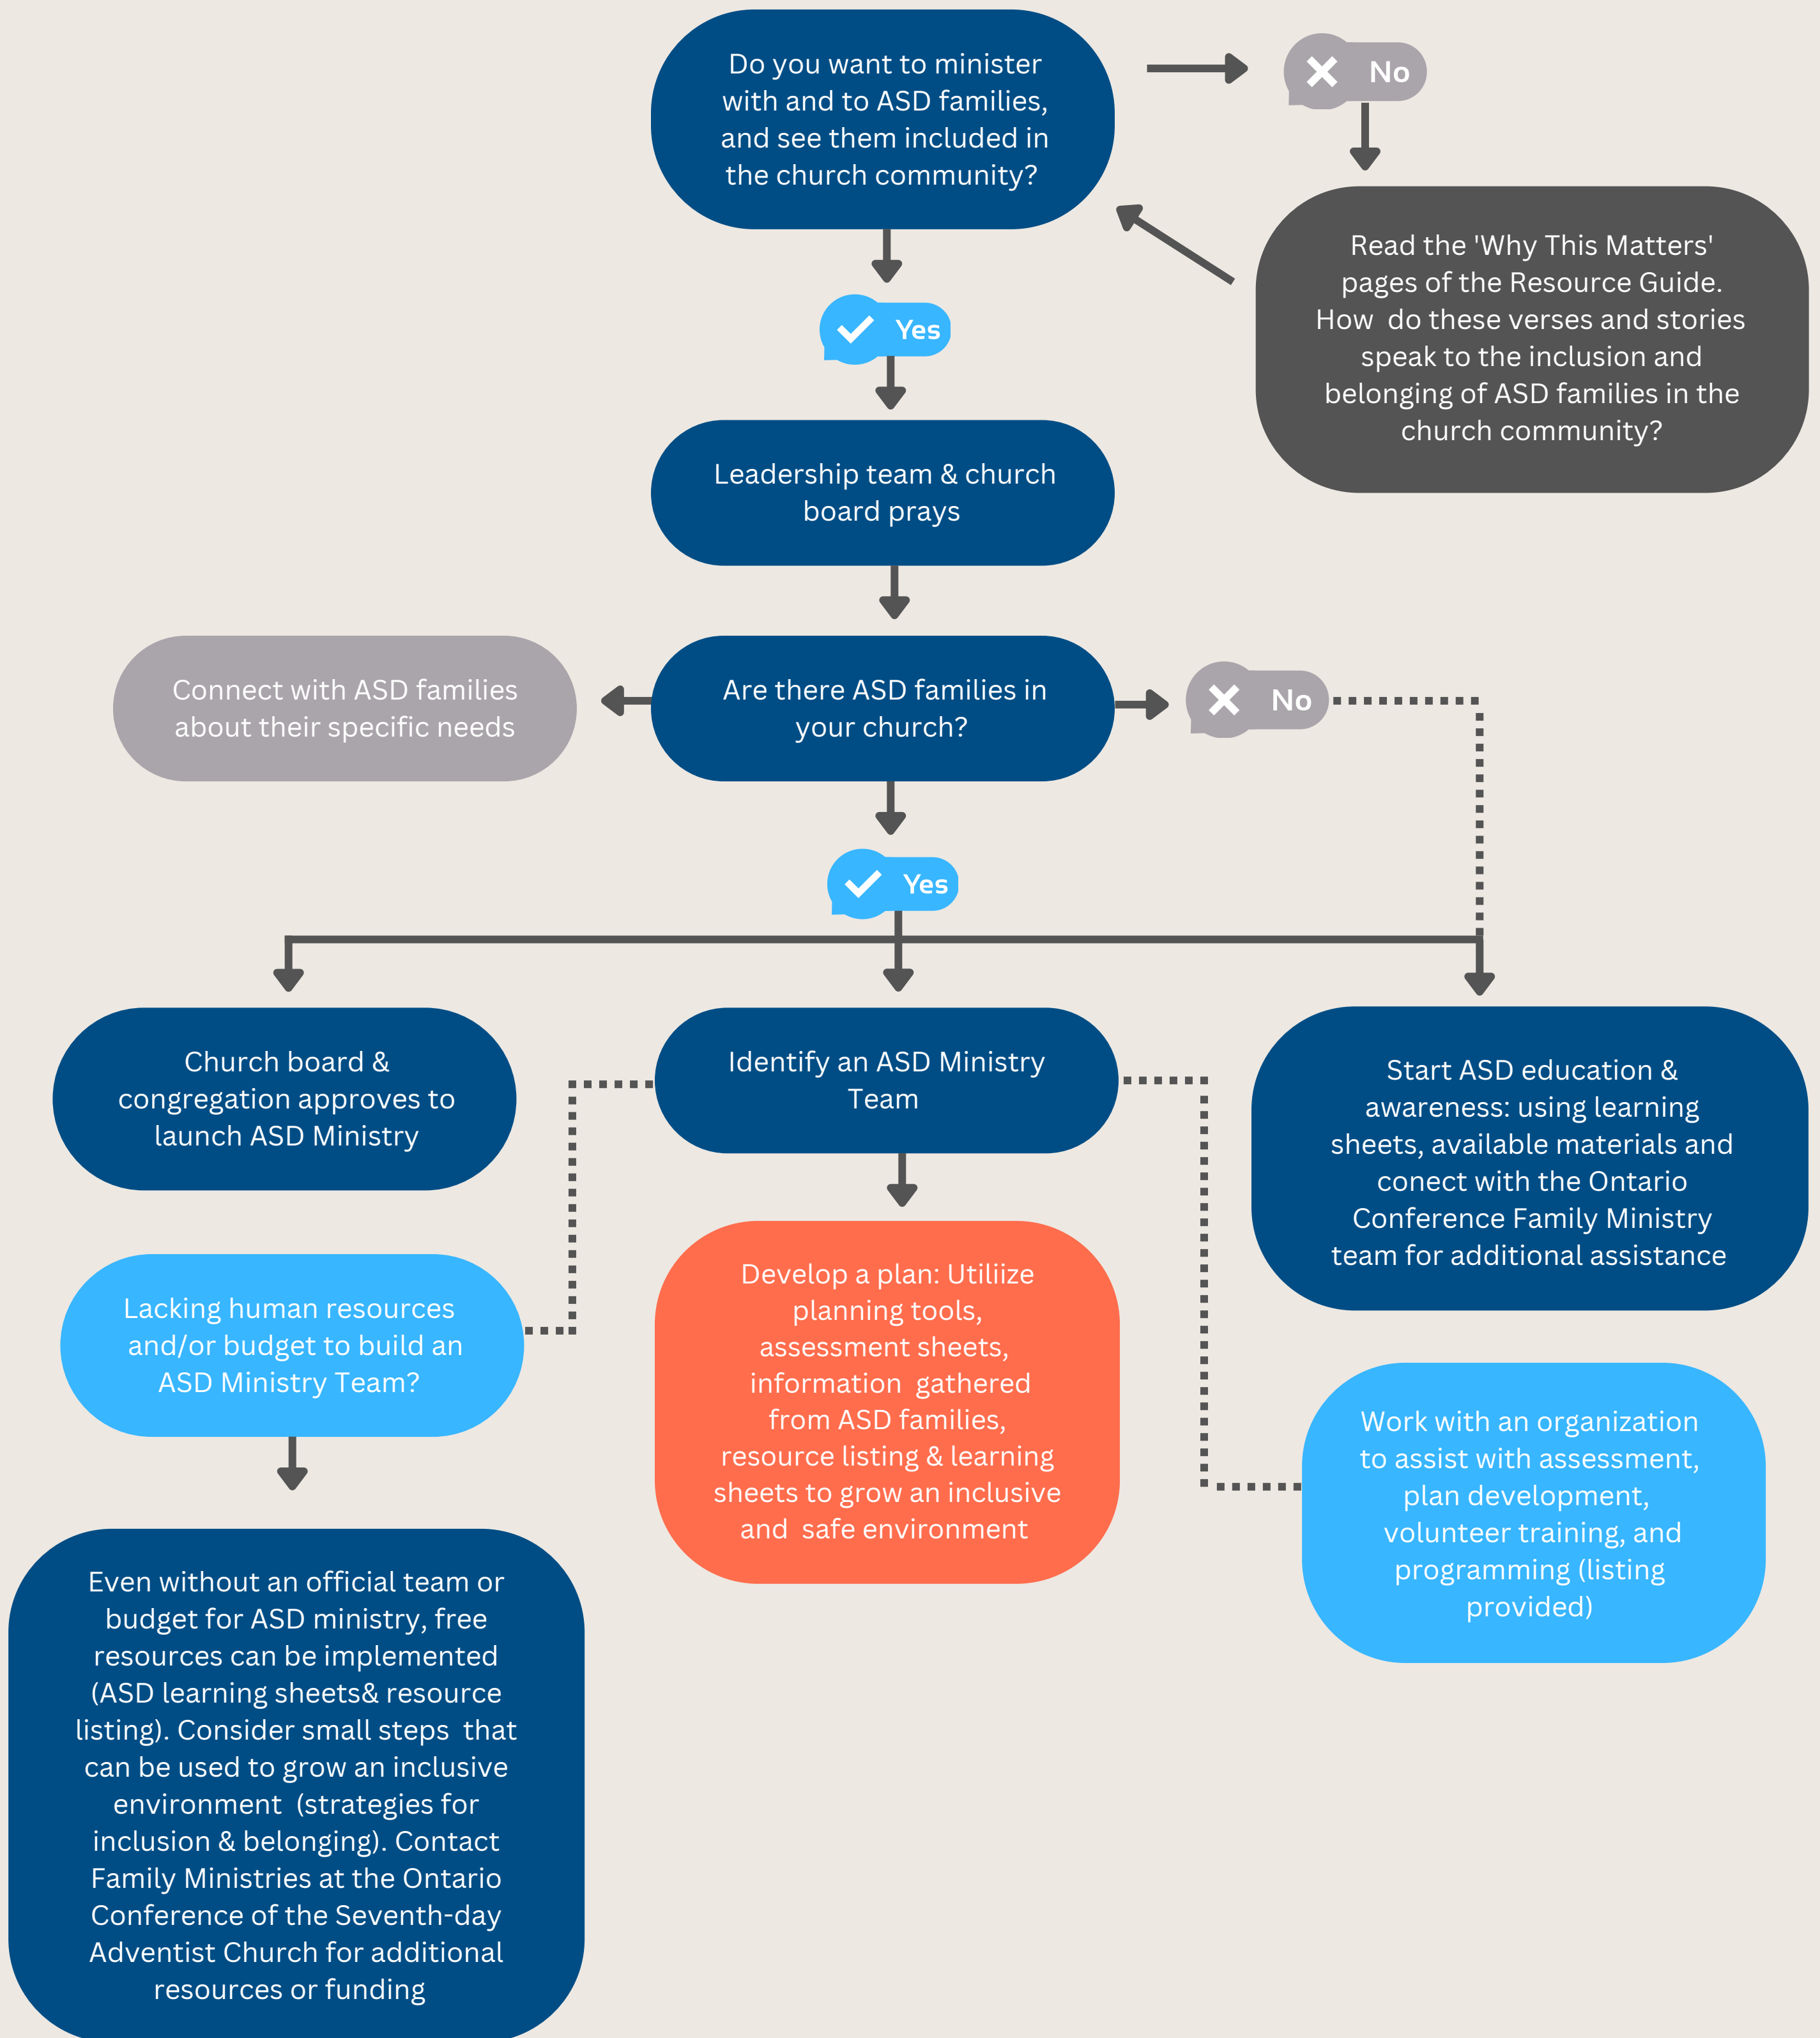 Do you want to minister
with and to ASD families,
and see them included in
the church community?
No
Read the 'Why This Matters'
pages of the Resource Guide.
How do these verses and stories
speak to the inclusion and
belonging of ASD families in the
church community?
Yes
Leadership team & church
board prays
Connect with ASD families
about their specific needs
Are there ASD families in
your church?
No
Yes
Church board &
congregation approves to
launch ASD Ministry
Identify an ASD Ministry
Team
Start ASD education &
awareness: using learning
sheets, available materials and
conect with the Ontario
Conference Family Ministry
team for additional assistance
Lacking human resources
and/or budget to build an
ASD Ministry Team?
Develop a plan: Utiliize
planning tools,
assessment sheets,
information gathered
from ASD families,
resource listing & learning
sheets to grow an inclusive
and safe environment
Work with an organization
to assist with assessment,
plan development,
volunteer training, and
programming (listing
provided)
Even without an official team or
budget for ASD ministry, free
resources can be implemented
(ASD learning sheets& resource
listing). Consider small steps that
can be used to grow an inclusive
environment (strategies for
inclusion & belonging). Contact
Family Ministries at the Ontario
Conference of the Seventh-day
Adventist Church for additional
resources or funding